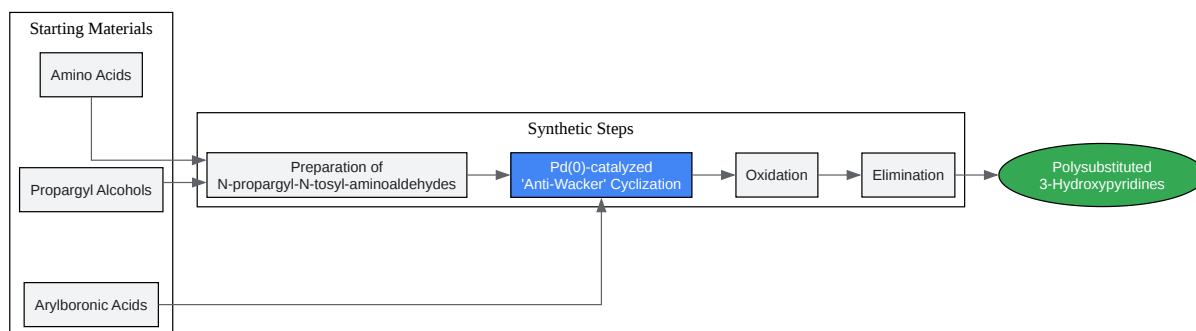 Starting Materials
Amino Acids
Propargyl Alcohols
Arylboronic Acids
Synthetic Steps
Preparation of
N-propargyl-N-tosyl-aminoaldehydes
Pd(0)-catalyzed
'Anti-Wacker' Cyclization
Oxidation
Elimination
Polysubstituted
3-Hydroxypyridines